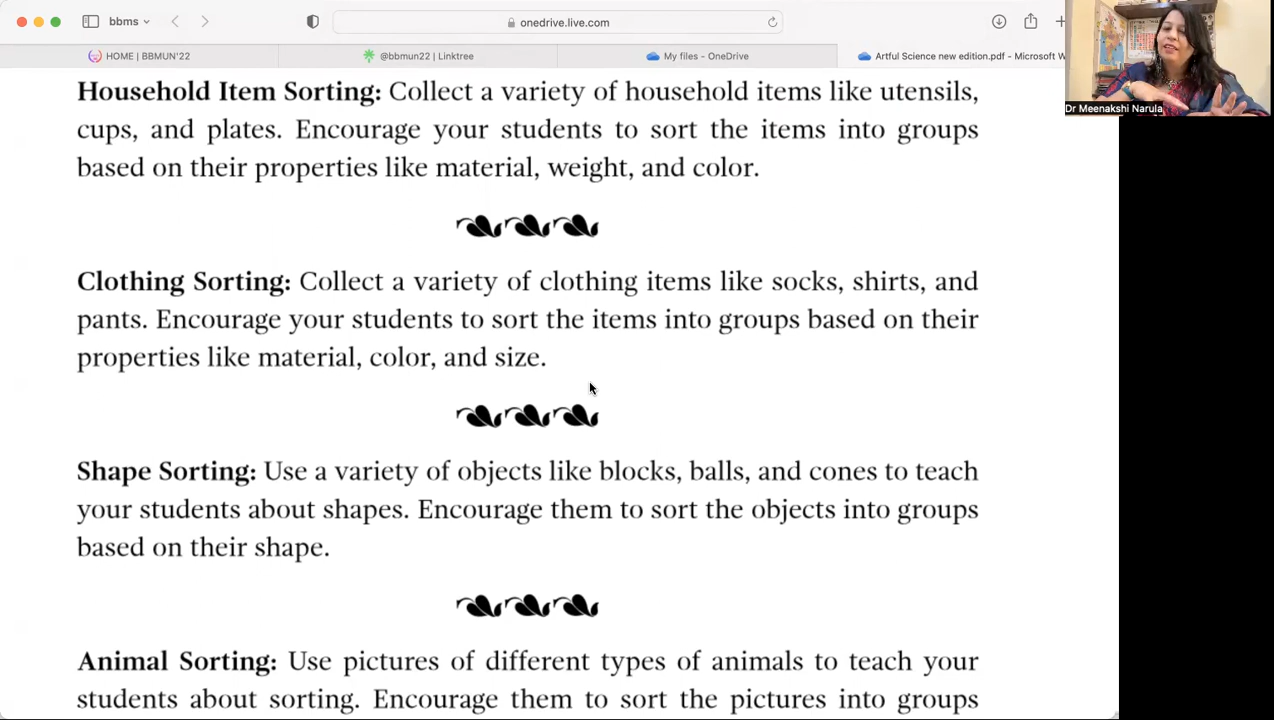 bbms
onedrive.live.com
HOME | BBMUN'22
@bbmun22 | Linktree
My files - OneDrive
Artful Science new edition.pdf - Microsoft W
Dr Meenakshi Narula
Household Item Sorting: Collect a variety of household items like utensils,
cups, and plates. Encourage your students to sort the items into groups
based on their properties like material, weight, and color.
Clothing Sorting: Collect a variety of clothing items like socks, shirts, and
pants. Encourage your students to sort the items into groups based on their
properties like material, color, and size.
Shape Sorting: Use a variety of objects like blocks, balls, and cones to teach
your students about shapes. Encourage them to sort the objects into groups
based on their shape.
Animal Sorting: Use pictures of different types of animals to teach your
students about sorting. Encourage them to sort the pictures into groups